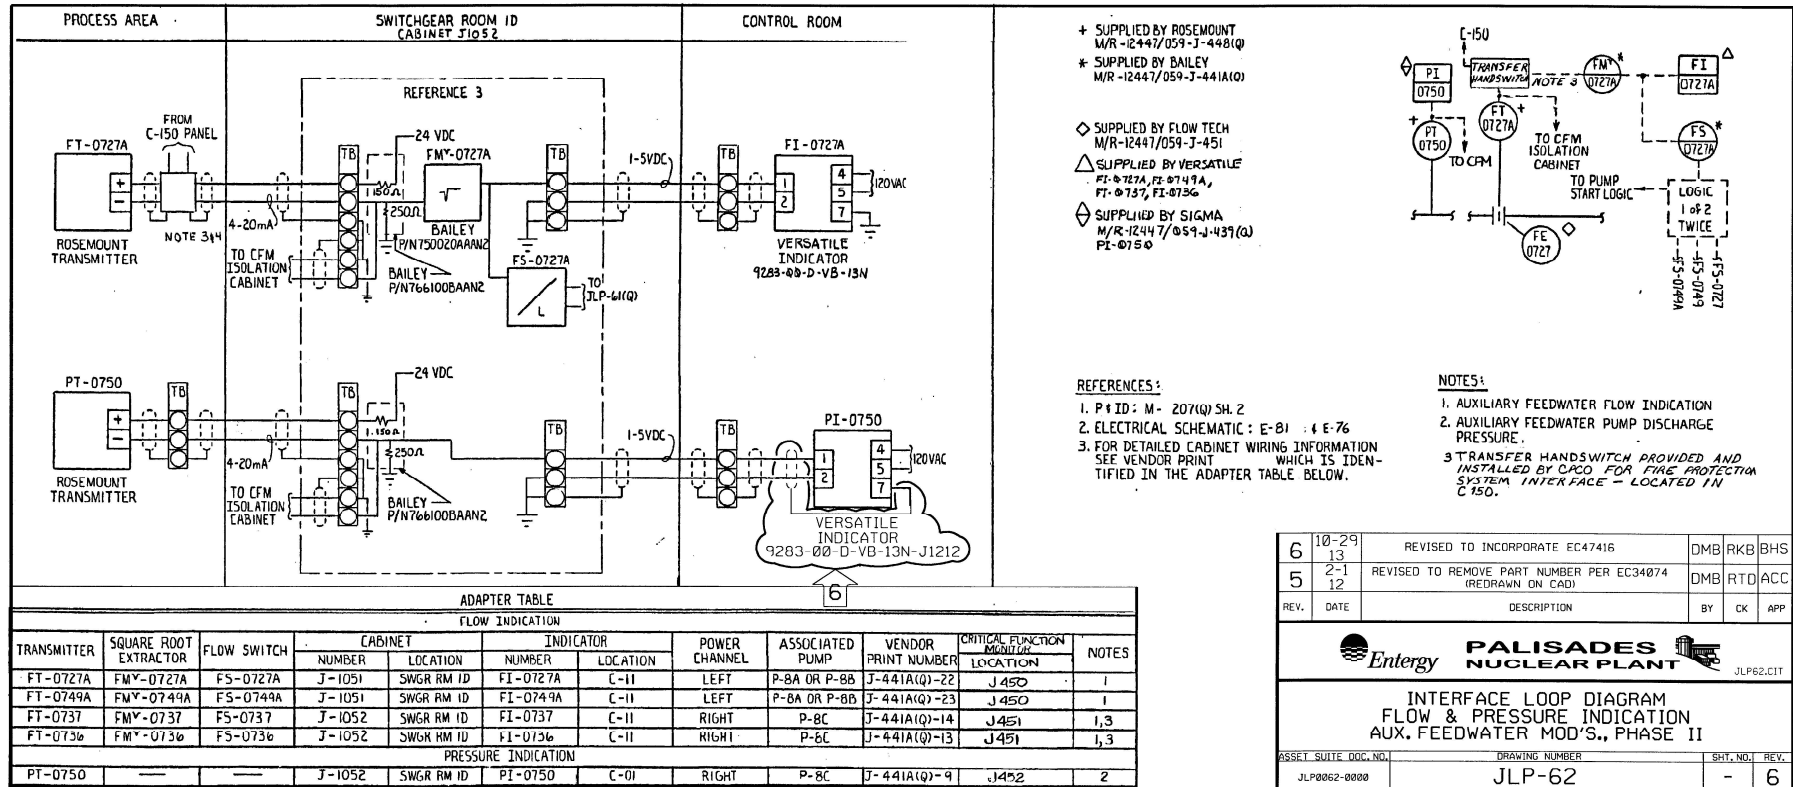 PROCESS AREA
SWITCHGEAR ROOM 1D
CABINET J1052
CONTROL ROOM
REFERENCE 3
FROM
C-150 PANEL
FT-0727A
+
−
ROSEMOUNT
TRANSMITTER
NOTE 3&4
4-20mA
TO CFM
ISOLATION
CABINET
TB
24 VDC
150Ω
250Ω
FMY-0727A
√
BAILEY
P/N750020AAAN2
BAILEY
P/N766100BAAN2
FS-0727A
L
TO
JLP-61(Q)
TB
1-5VDC
TB
FI-0727A
1
2
4
5
7
120VAC
VERSATILE
INDICATOR
9283-00-D-VB-13N
PT-0750
+
−
ROSEMOUNT
TRANSMITTER
TB
4-20mA
TO CFM
ISOLATION
CABINET
TB
24 VDC
150Ω
250Ω
BAILEY
P/N766100BAAN2
TB
1-5VDC
TB
PI-0750
1
2
4
5
7
120VAC
VERSATILE
INDICATOR
9283-00-D-VB-13N-J1212
6
+ SUPPLIED BY ROSEMOUNT
M/R-12447/059-J-448(Q)
* SUPPLIED BY BAILEY
M/R-12447/059-J-441A(Q)
SUPPLIED BY FLOW TECH
M/R-12447/059-J-451
SUPPLIED BY VERSATILE
FI-0727A, FI-0749A,
FI-0737, FI-0736
SUPPLIED BY SIGMA
M/R-12447/059-J-439(Q)
PI-0750
C-150
PI
0750
TRANSFER
HANDSWITCH
NOTE 3
FMY
0727A
*
FI
0727A
+
PT
0750
TO CFM
FT
0727A
+
TO CFM
ISOLATION
CABINET
FS
0727A
*
TO PUMP
START LOGIC
LOGIC
1 of 2
TWICE
FE
0727
FS-0749A
FS-0749
FS-0727
REFERENCES:
1. P&ID: M-207(Q) SH. 2
2. ELECTRICAL SCHEMATIC: E-81 & E-76
3. FOR DETAILED CABINET WIRING INFORMATION
SEE VENDOR PRINT WHICH IS IDEN-
TIFIED IN THE ADAPTER TABLE BELOW.
NOTES:
1. AUXILIARY FEEDWATER FLOW INDICATION
2. AUXILIARY FEEDWATER PUMP DISCHARGE
PRESSURE.
3 TRANSFER HANDSWITCH PROVIDED AND
INSTALLED BY CPCO FOR FIRE PROTECTION
SYSTEM INTERFACE - LOCATED IN
C150.
ADAPTER TABLE
FLOW INDICATION
TRANSMITTER SQUARE ROOT EXTRACTOR FLOW SWITCH CABINET NUMBER LOCATION INDICATOR NUMBER LOCATION POWER CHANNEL ASSOCIATED PUMP VENDOR PRINT NUMBER CRITICAL FUNCTION MONITOR LOCATION NOTES
FT-0727A FMY-0727A FS-0727A J-1051 SWGR RM 1D FI-0727A C-11 LEFT P-8A OR P-8B J-441A(Q)-22 J450 1
FT-0749A FMY-0749A FS-0749A J-1051 SWGR RM 1D FI-0749A C-11 LEFT P-8A OR P-8B J-441A(Q)-23 J450 1
FT-0737 FMY-0737 FS-0737 J-1052 SWGR RM 1D FI-0737 C-11 RIGHT P-8C J-441A(Q)-14 J451 1,3
FT-0736 FMY-0736 FS-0736 J-1052 SWGR RM 1D FI-0736 C-11 RIGHT P-8C J-441A(Q)-13 J451 1,3
PRESSURE INDICATION
PT-0750 — — J-1052 SWGR RM 1D PI-0750 C-01 RIGHT P-8C J-441A(Q)-9 J452 2
6 10-29 13 REVISED TO INCORPORATE EC47416 DMB RKB BHS
5 2-1 12 REVISED TO REMOVE PART NUMBER PER EC34074 (REDRAWN ON CAD) DMB RTD ACC
REV. DATE DESCRIPTION BY CK APP
Entergy
PALISADES
NUCLEAR PLANT
JLP62.CIT
INTERFACE LOOP DIAGRAM
FLOW & PRESSURE INDICATION
AUX. FEEDWATER MOD'S., PHASE II
ASSET SUITE DOC. NO. DRAWING NUMBER SHT. NO. REV.
JLP0062-0000 JLP-62 - 6